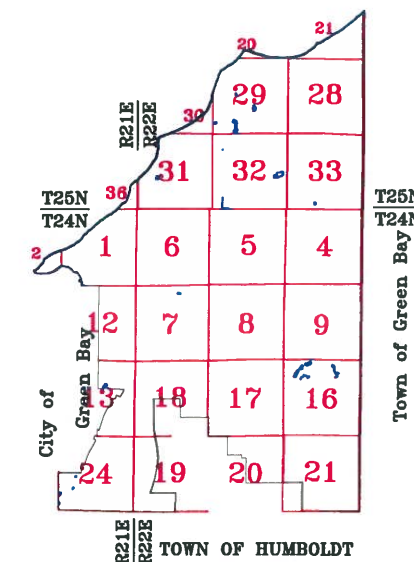 21
20
29 28
30
R21E
R22E
31 32 33
36
T25N
T24N
T25N
T24N
2
1 6 5 4
Town of Green Bay
12 7 8 9
City of
Green Bay
13 18 17 16
24 19 20 21
R21E
R22E
TOWN OF HUMBOLDT